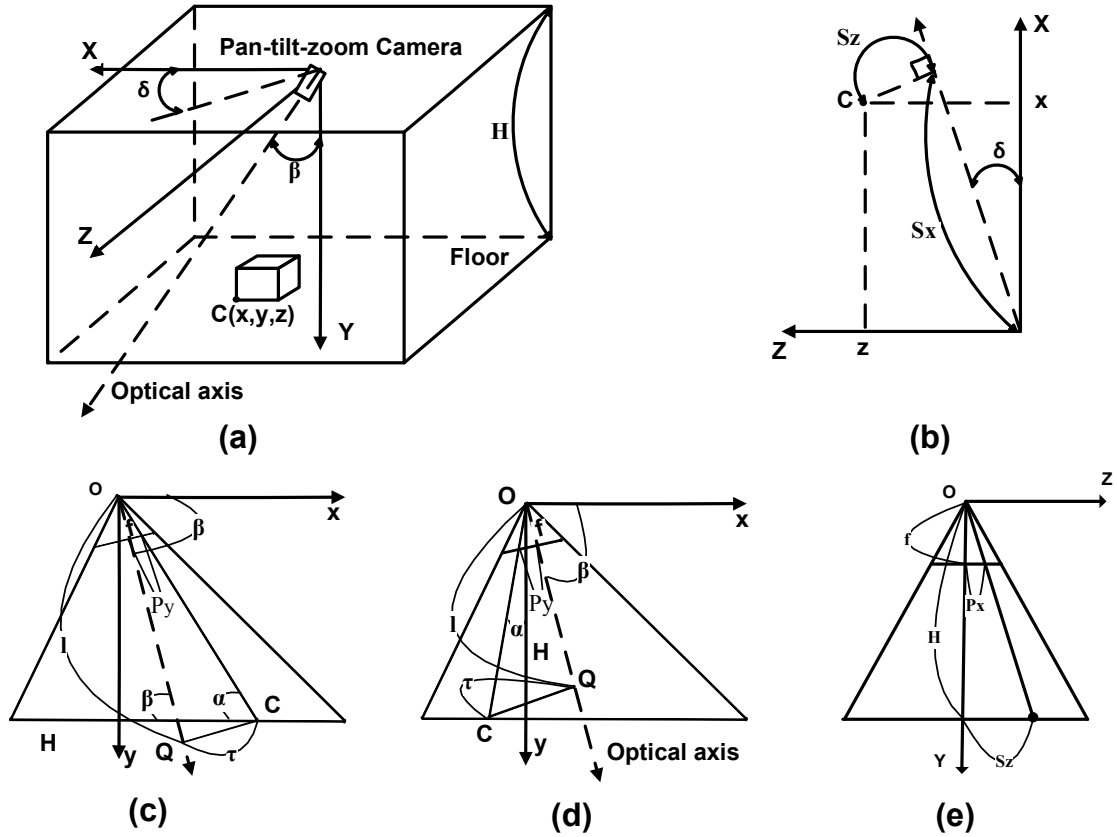 X
Pan-tilt-zoom Camera
δ
H
β
Z
Floor
C(x,y,z)
Y
Optical axis
(a)
X
Sz
C
x
δ
Sx
Z
z
(b)
O
x
f
β
Py
l
β
α
C
H
y
Q
τ
(c)
O
x
f
β
Py
α
l
H
τ
Q
C
y
Optical axis
(d)
O
Z
f
Px
H
Y
Sz
(e)